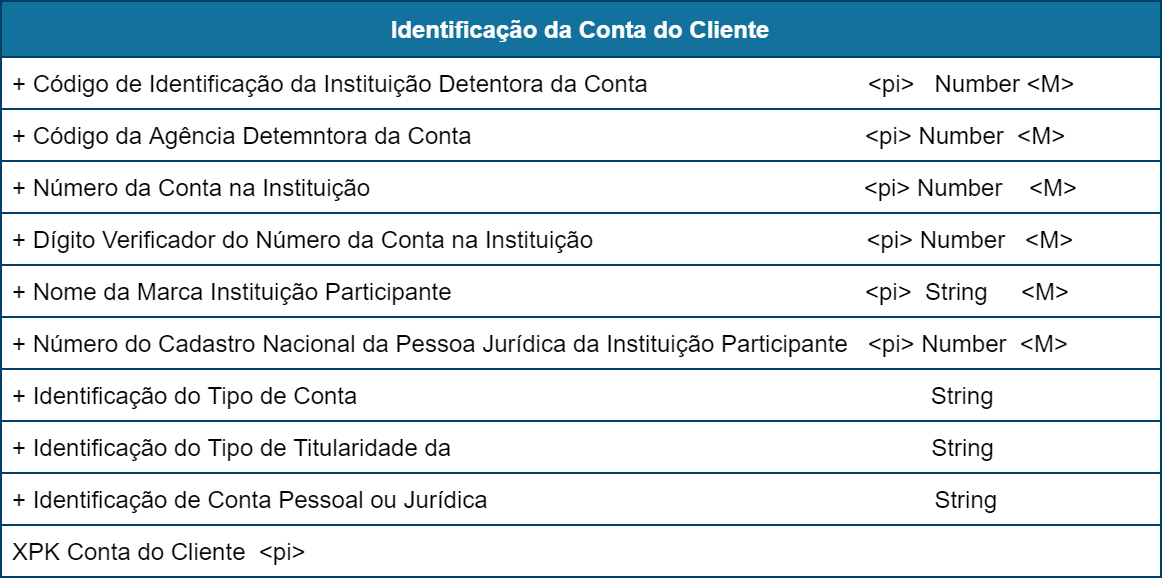 Identificação da Conta do Cliente
+ Código de Identificação da Instituição Detentora da Conta <pi> Number <M>
+ Código da Agência Detemntora da Conta <pi> Number <M>
+ Número da Conta na Instituição <pi> Number <M>
+ Dígito Verificador do Número da Conta na Instituição <pi> Number <M>
+ Nome da Marca Instituição Participante <pi> String <M>
+ Número do Cadastro Nacional da Pessoa Jurídica da Instituição Participante <pi> Number <M>
+ Identificação do Tipo de Conta String
+ Identificação do Tipo de Titularidade da String
+ Identificação de Conta Pessoal ou Jurídica String
XPK Conta do Cliente <pi>